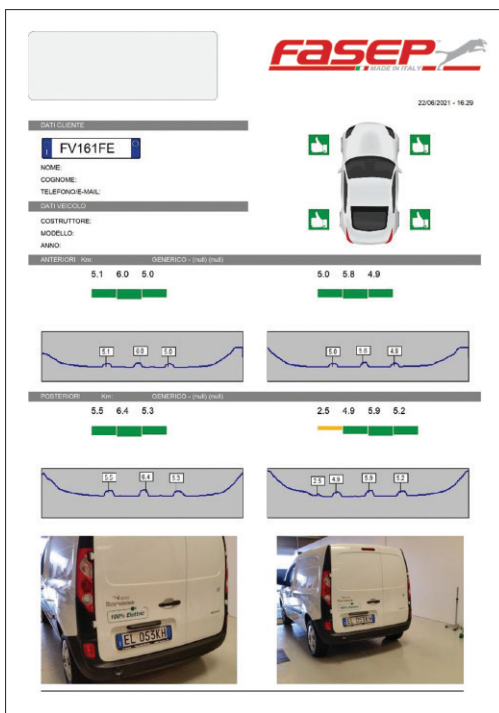 FASEP
MADE IN ITALY
22/06/2021 - 16.29
DATI CLIENTE
I FV161FE
NOME:
COGNOME:
TELEFONO/E-MAIL:
DATI VEICOLO
COSTRUTTORE:
MODELLO:
ANNO:
ANTERIORI Km: GENERICO - (null) (null)
5.1 6.0 5.0
5.0 5.8 4.9
5.1 6.0 5.0
5.0 5.8 4.9
POSTERIORI Km: GENERICO - (null) (null)
5.5 6.4 5.3
2.5 4.9 5.9 5.2
5.5 6.4 5.3
2.5 4.9 5.9 5.2
100% Elettric
EL 053KH
EL 053KH